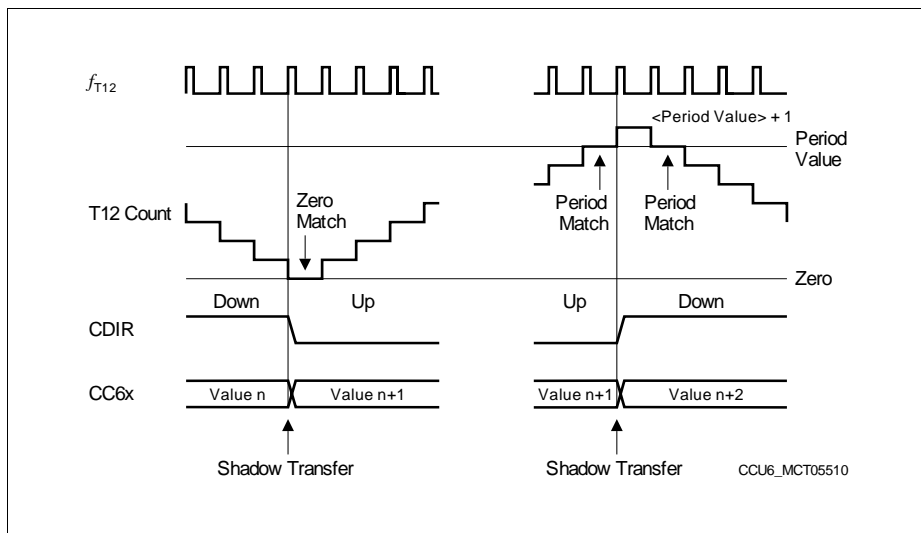 fT12
<Period Value> + 1
Period
Value
T12 Count
Zero
Match
Period
Match
Period
Match
Zero
Down
Up
Up
Down
CDIR
CC6x
Value n
Value n+1
Value n+1
Value n+2
Shadow Transfer
Shadow Transfer
CCU6_MCT05510